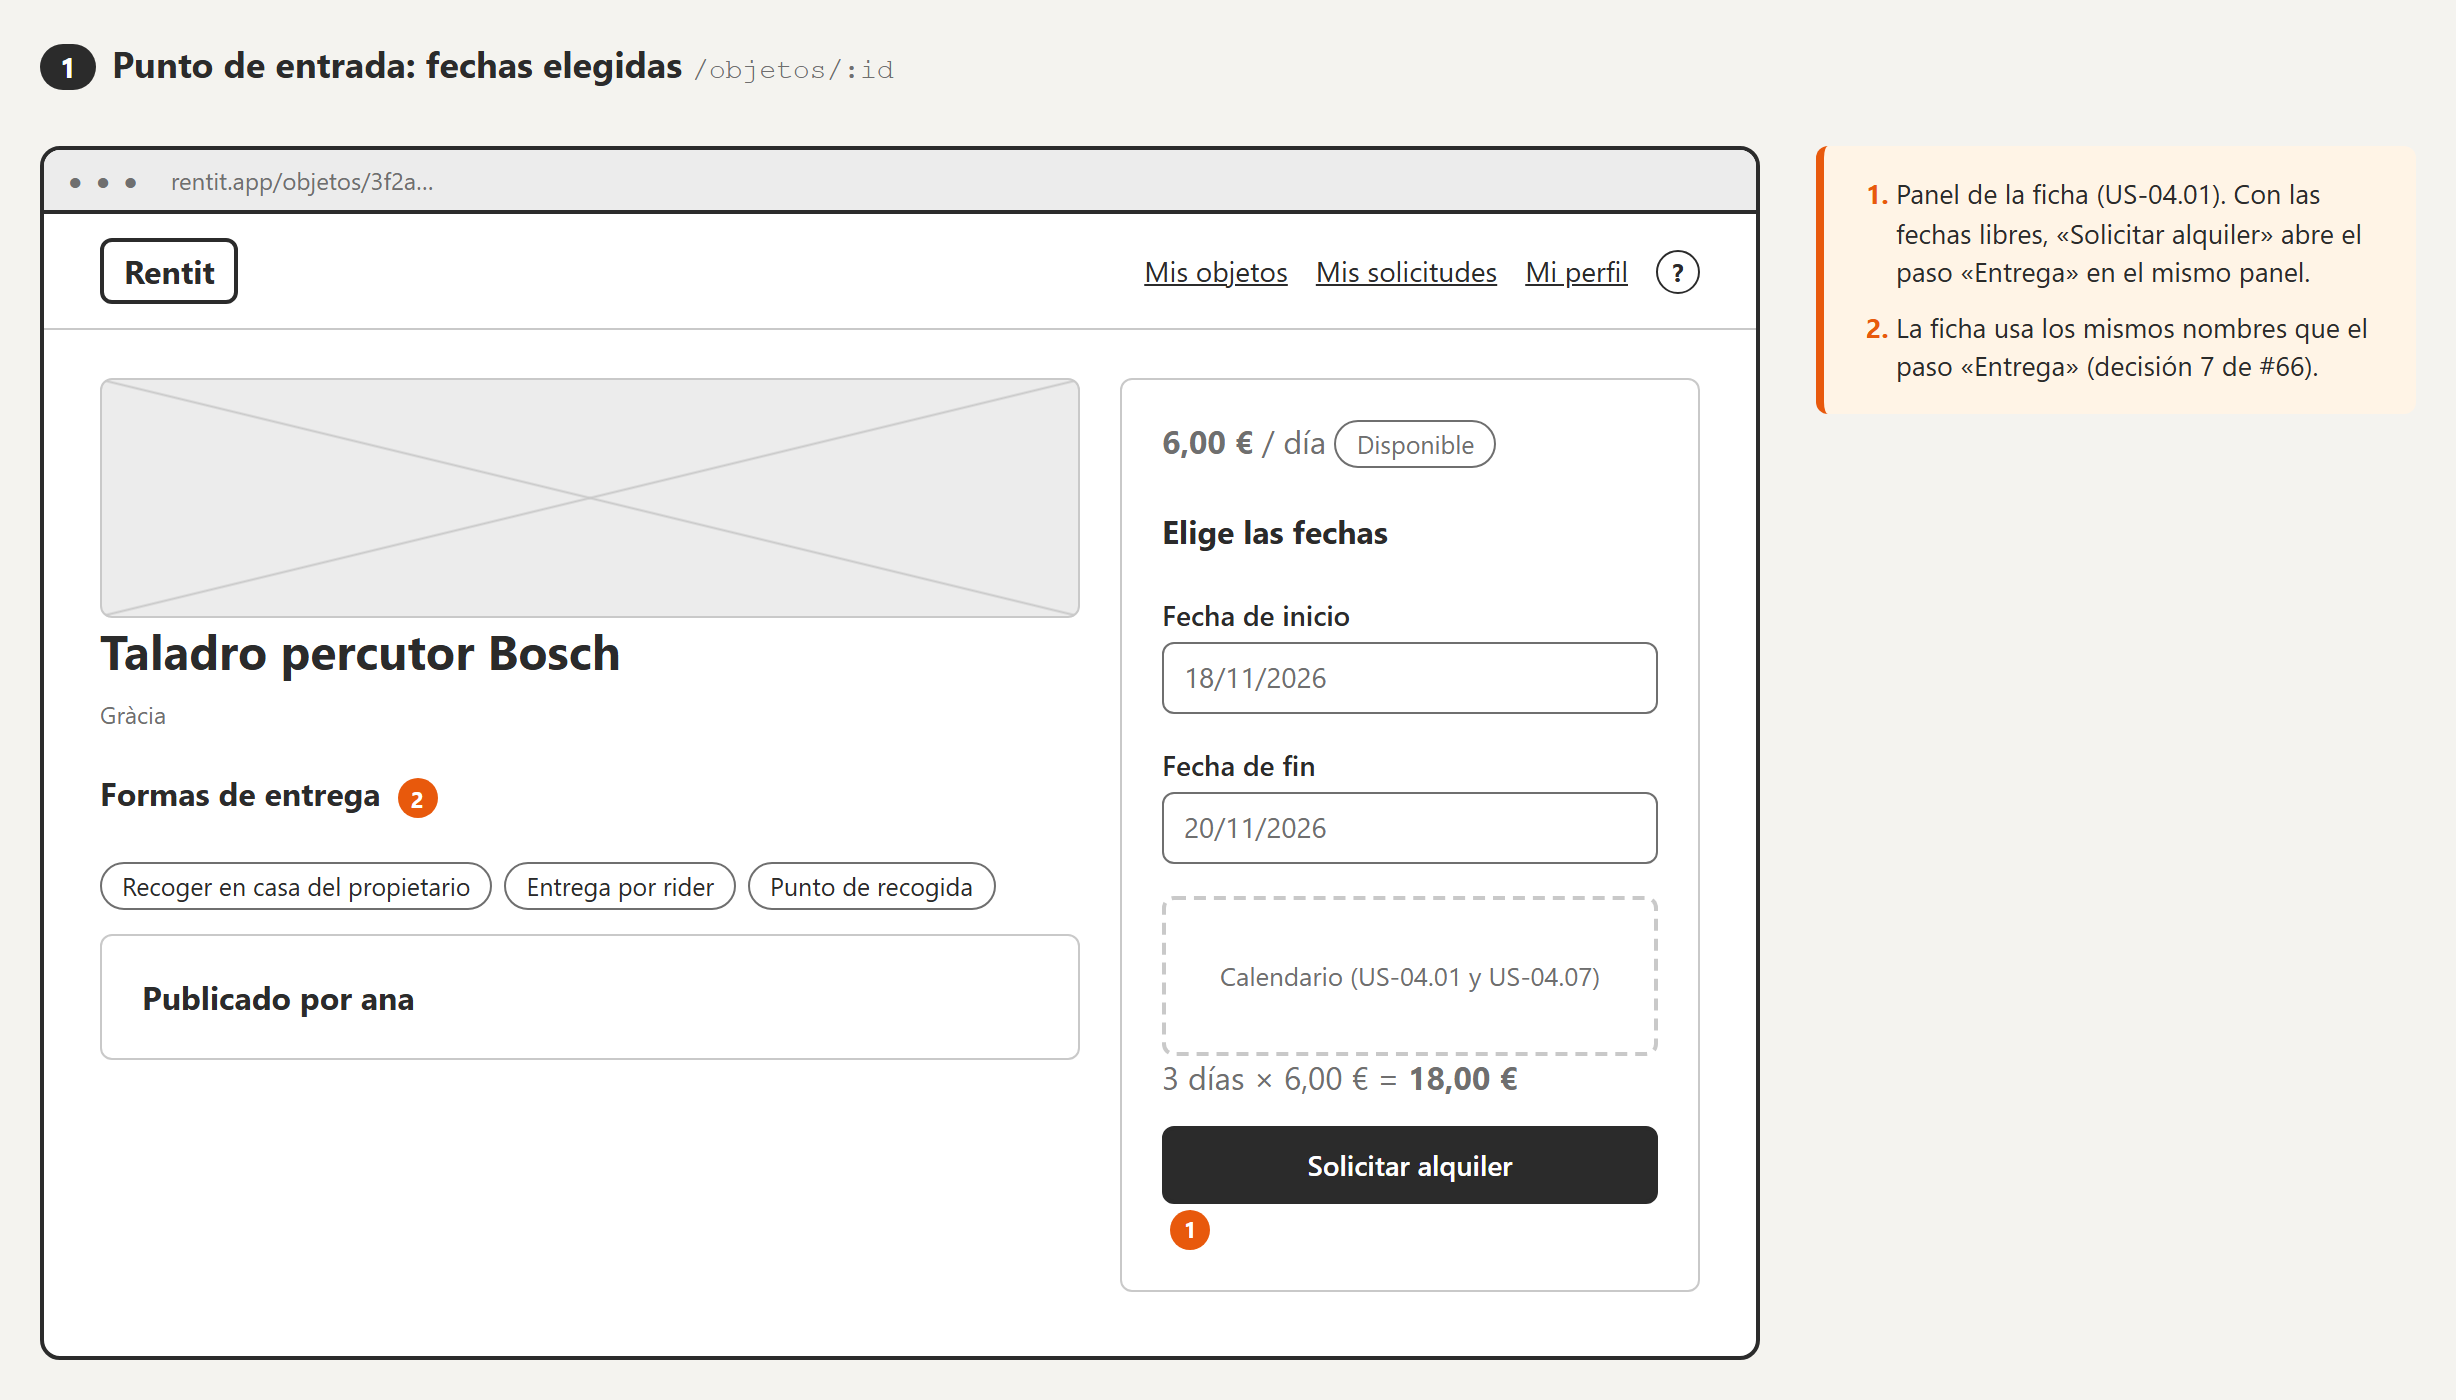 1 Punto de entrada: fechas elegidas /objetos/:id
rentit.app/objetos/3f2a...
Rentit
Mis objetos Mis solicitudes Mi perfil ?
Taladro percutor Bosch
Gràcia
Formas de entrega 2
Recoger en casa del propietario Entrega por rider Punto de recogida
Publicado por ana
6,00 € / día Disponible
Elige las fechas
Fecha de inicio
18/11/2026
Fecha de fin
20/11/2026
Calendario (US-04.01 y US-04.07)
3 días × 6,00 € = 18,00 €
Solicitar alquiler
1
1. Panel de la ficha (US-04.01). Con las
fechas libres, «Solicitar alquiler» abre el
paso «Entrega» en el mismo panel.
2. La ficha usa los mismos nombres que el
paso «Entrega» (decisión 7 de #66).